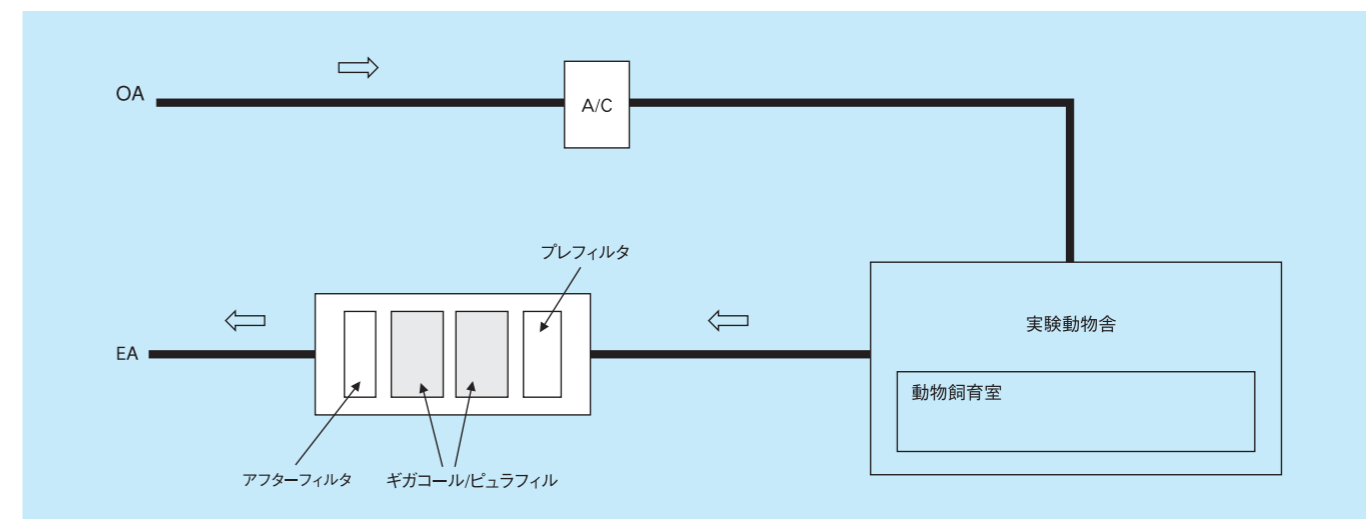 OA
A/C
プレフィルタ
実験動物舎
EA
動物飼育室
アフターフィルタ
ギガコール/ピュラフィル